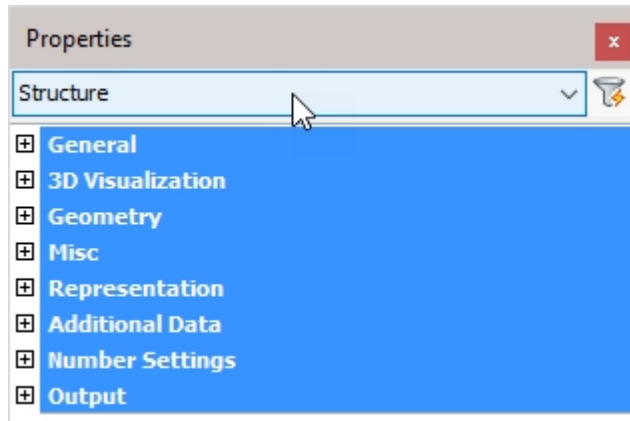 Properties
x
Structure
General
3D Visualization
Geometry
Misc
Representation
Additional Data
Number Settings
Output